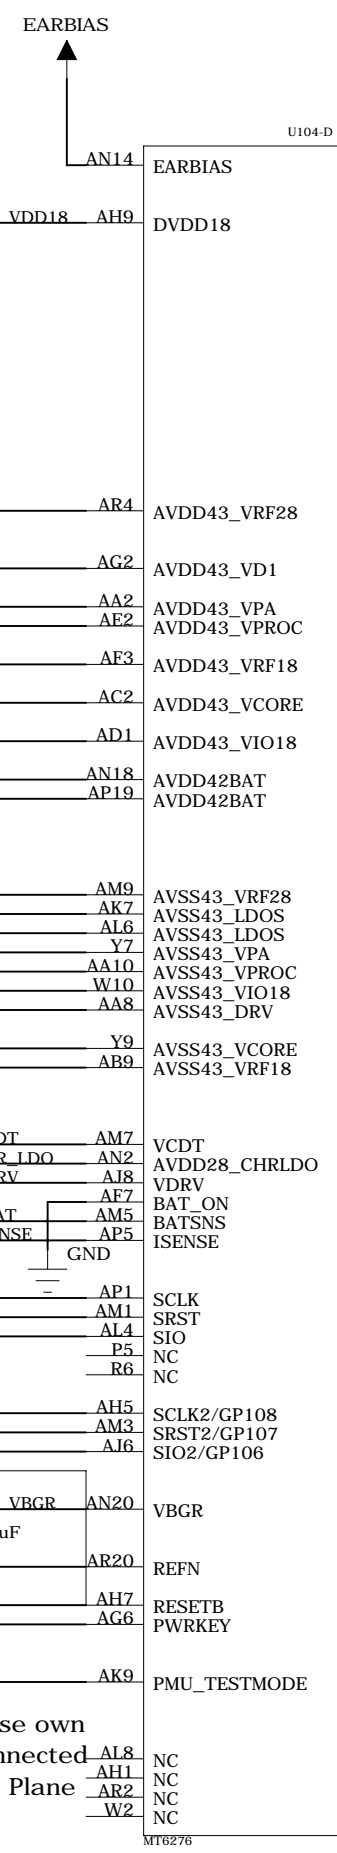 EARBIAS
U104-D
AN14 EARBIAS
VDD18 AH9 DVDD18
AR4 AVDD43_VRF28
AG2 AVDD43_VD1
AA2 AVDD43_VPA
AE2 AVDD43_VPROC
AF3 AVDD43_VRF18
AC2 AVDD43_VCORE
AD1 AVDD43_VIO18
AN18 AVDD42BAT
AP19 AVDD42BAT
AM9 AVSS43_VRF28
AK7 AVSS43_LDOS
AL6 AVSS43_LDOS
Y7 AVSS43_VPA
AA10 AVSS43_VPROC
W10 AVSS43_VIO18
AA8 AVSS43_DRV
Y9 AVSS43_VCORE
AB9 AVSS43_VRF18
DT AM7 VCDT
R_LDO AN2 AVDD28_CHRLDO
RV AJ8 VDRV
AF7 BAT_ON
AT AM5 BATSNS
NSE AP5 ISENSE
GND
AP1 SCLK
AM1 SRST
AL4 SIO
P5 NC
R6 NC
AH5 SCLK2/GP108
AM3 SRST2/GP107
AJ6 SIO2/GP106
VBGR AN20 VBGR
uF
AR20 REFN
AH7 RESETB
AG6 PWRKEY
AK9 PMU_TESTMODE
se own
nnected AL8 NC
AH1 NC
Plane AR2 NC
W2 NC
MT6276